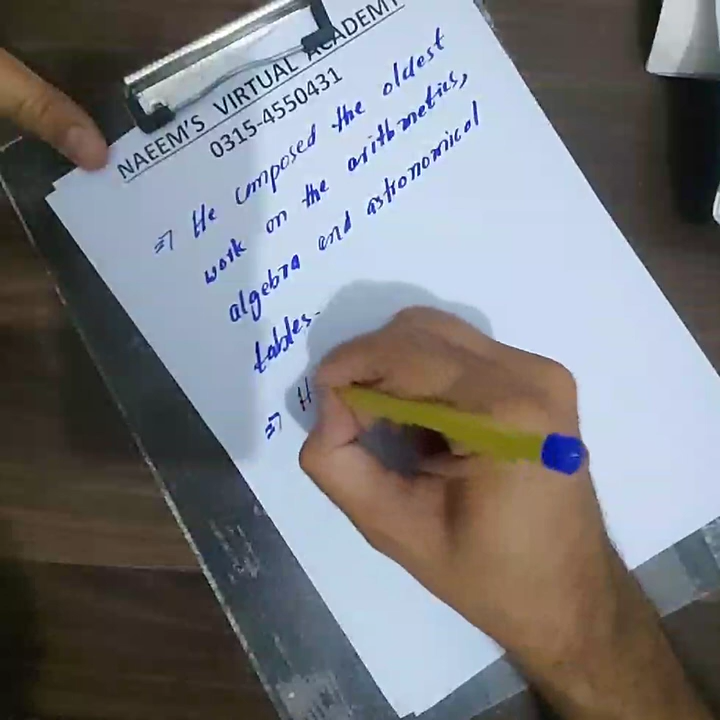 NAEEM'S VIRTUAL ACADEMY
0315-4550431
⇒ He composed the oldest
work on the arithmetics,
algebra and astronomical
tables.
⇒ H